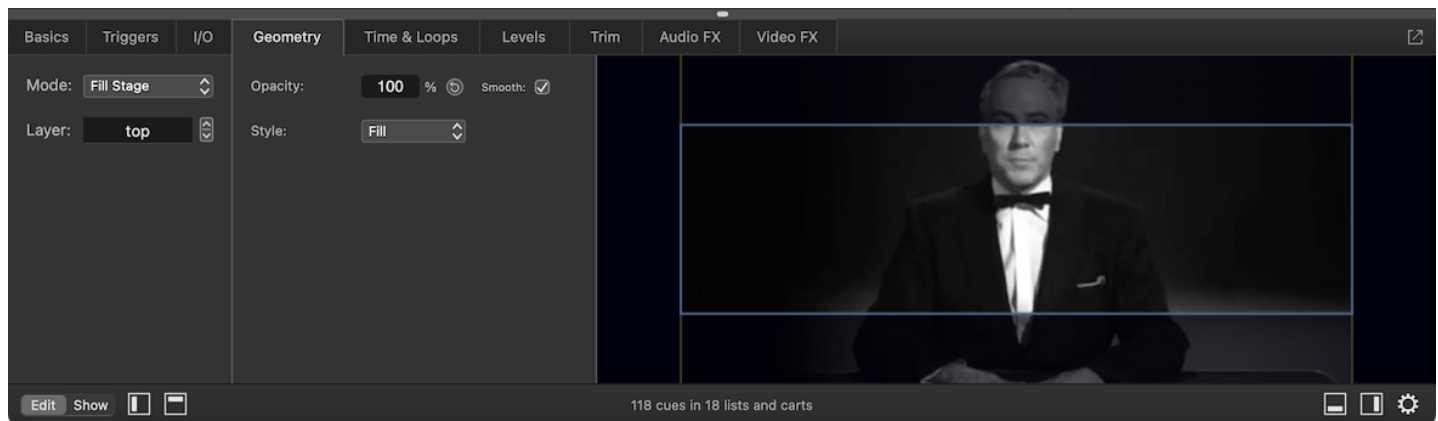 Basics Triggers I/O Geometry Time & Loops Levels Trim Audio FX Video FX
Mode: Fill Stage Opacity: 100 % Smooth:
Layer: top Style: Fill
Edit Show 118 cues in 18 lists and carts